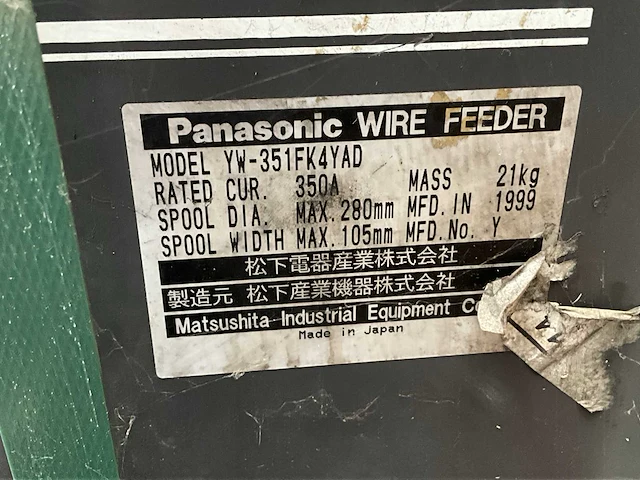 Panasonic WIRE FEEDER
MODEL YW-351FK4YAD
RATED CUR. 350A MASS 21kg
SPOOL DIA. MAX.280mm MFD.IN 1999
SPOOL WIDTH MAX.105mm MFD.No. Y
松下電器産業株式会社
製造元 松下産業機器株式会社
Matsushita Industrial Equipment
Made in Japan